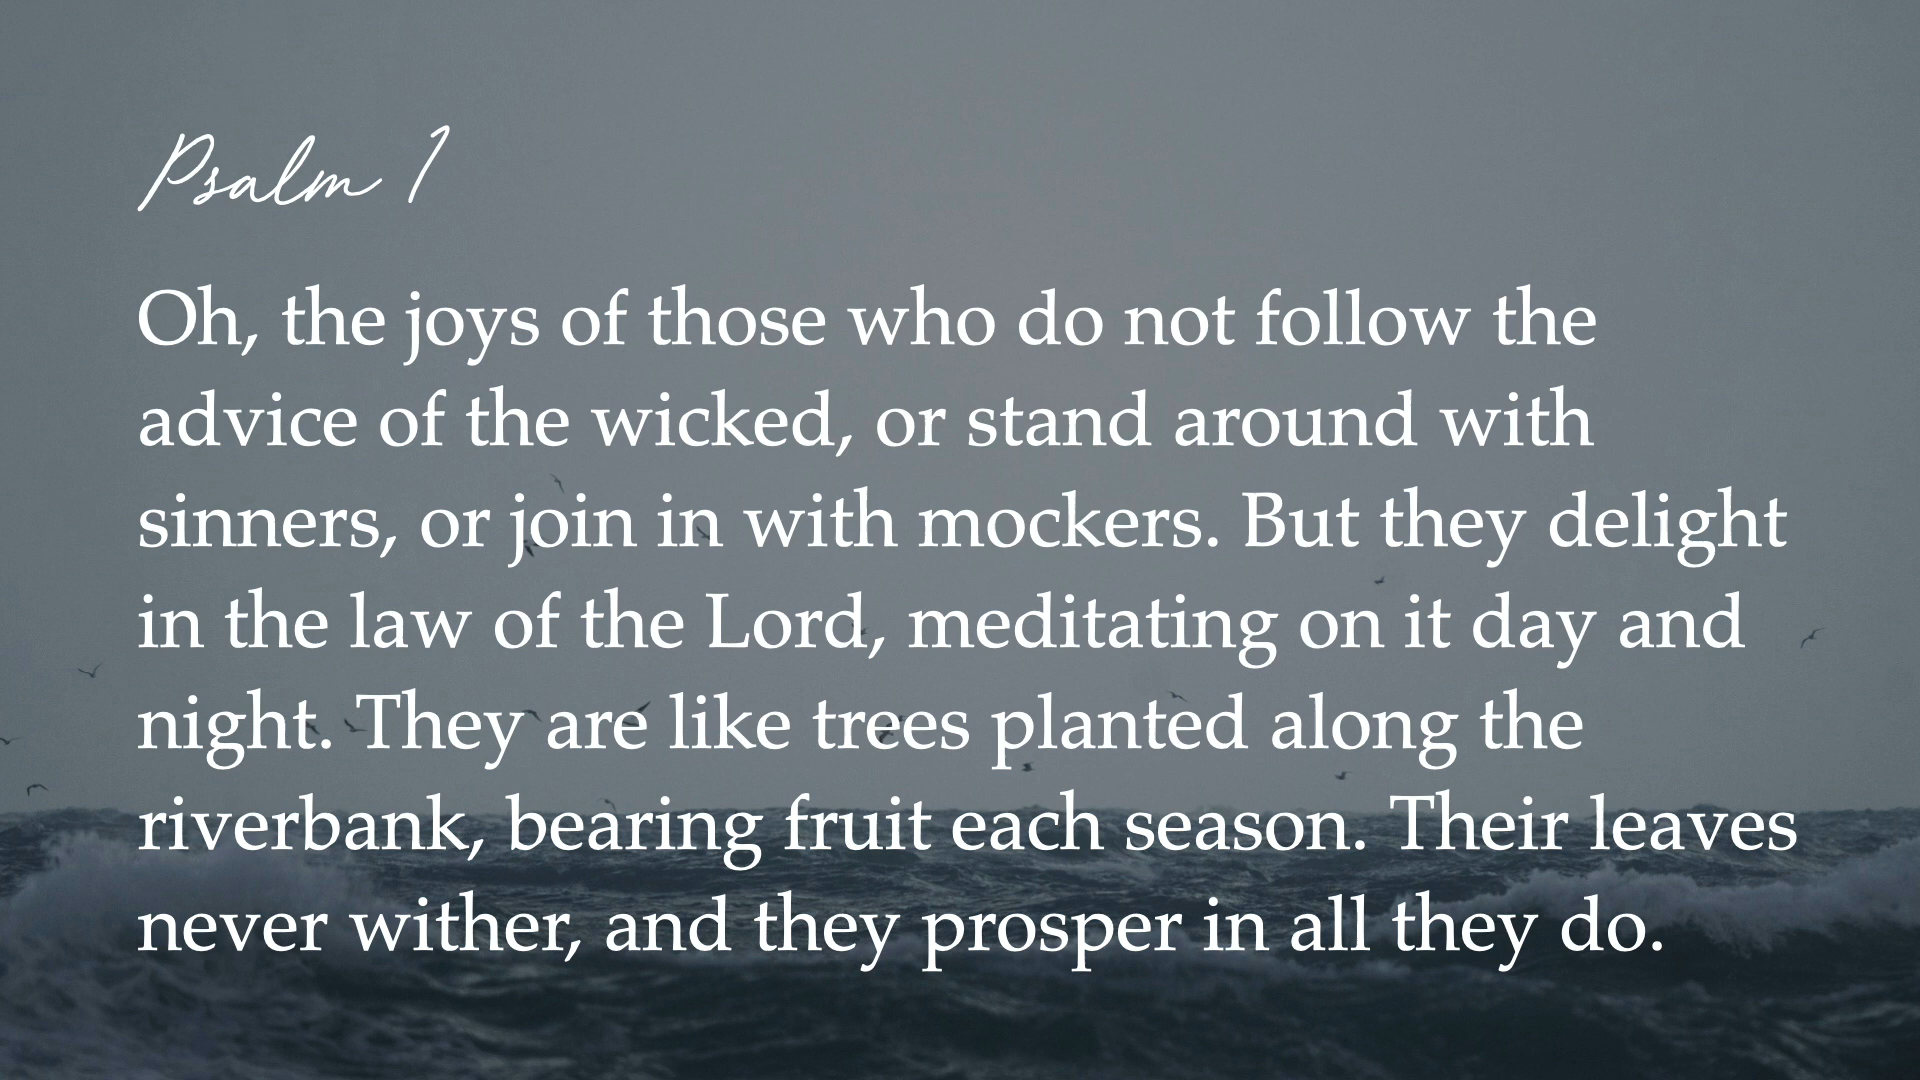 Psalm 1
Oh, the joys of those who do not follow the
advice of the wicked, or stand around with
sinners, or join in with mockers. But they delight
in the law of the Lord, meditating on it day and
night. They are like trees planted along the
riverbank, bearing fruit each season. Their leaves
never wither, and they prosper in all they do.